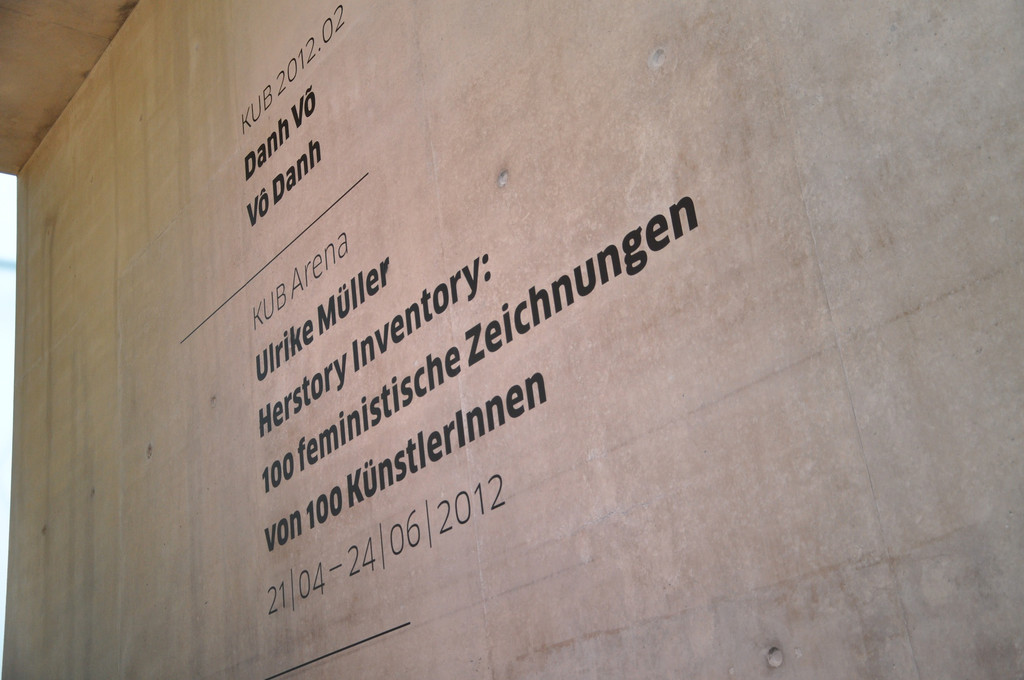 KUB 2012.02
Danh Võ
Vô Danh
KUB Arena
Ulrike Müller
Herstory Inventory:
100 feministische Zeichnungen
von 100 KünstlerInnen
21|04–24|06|2012